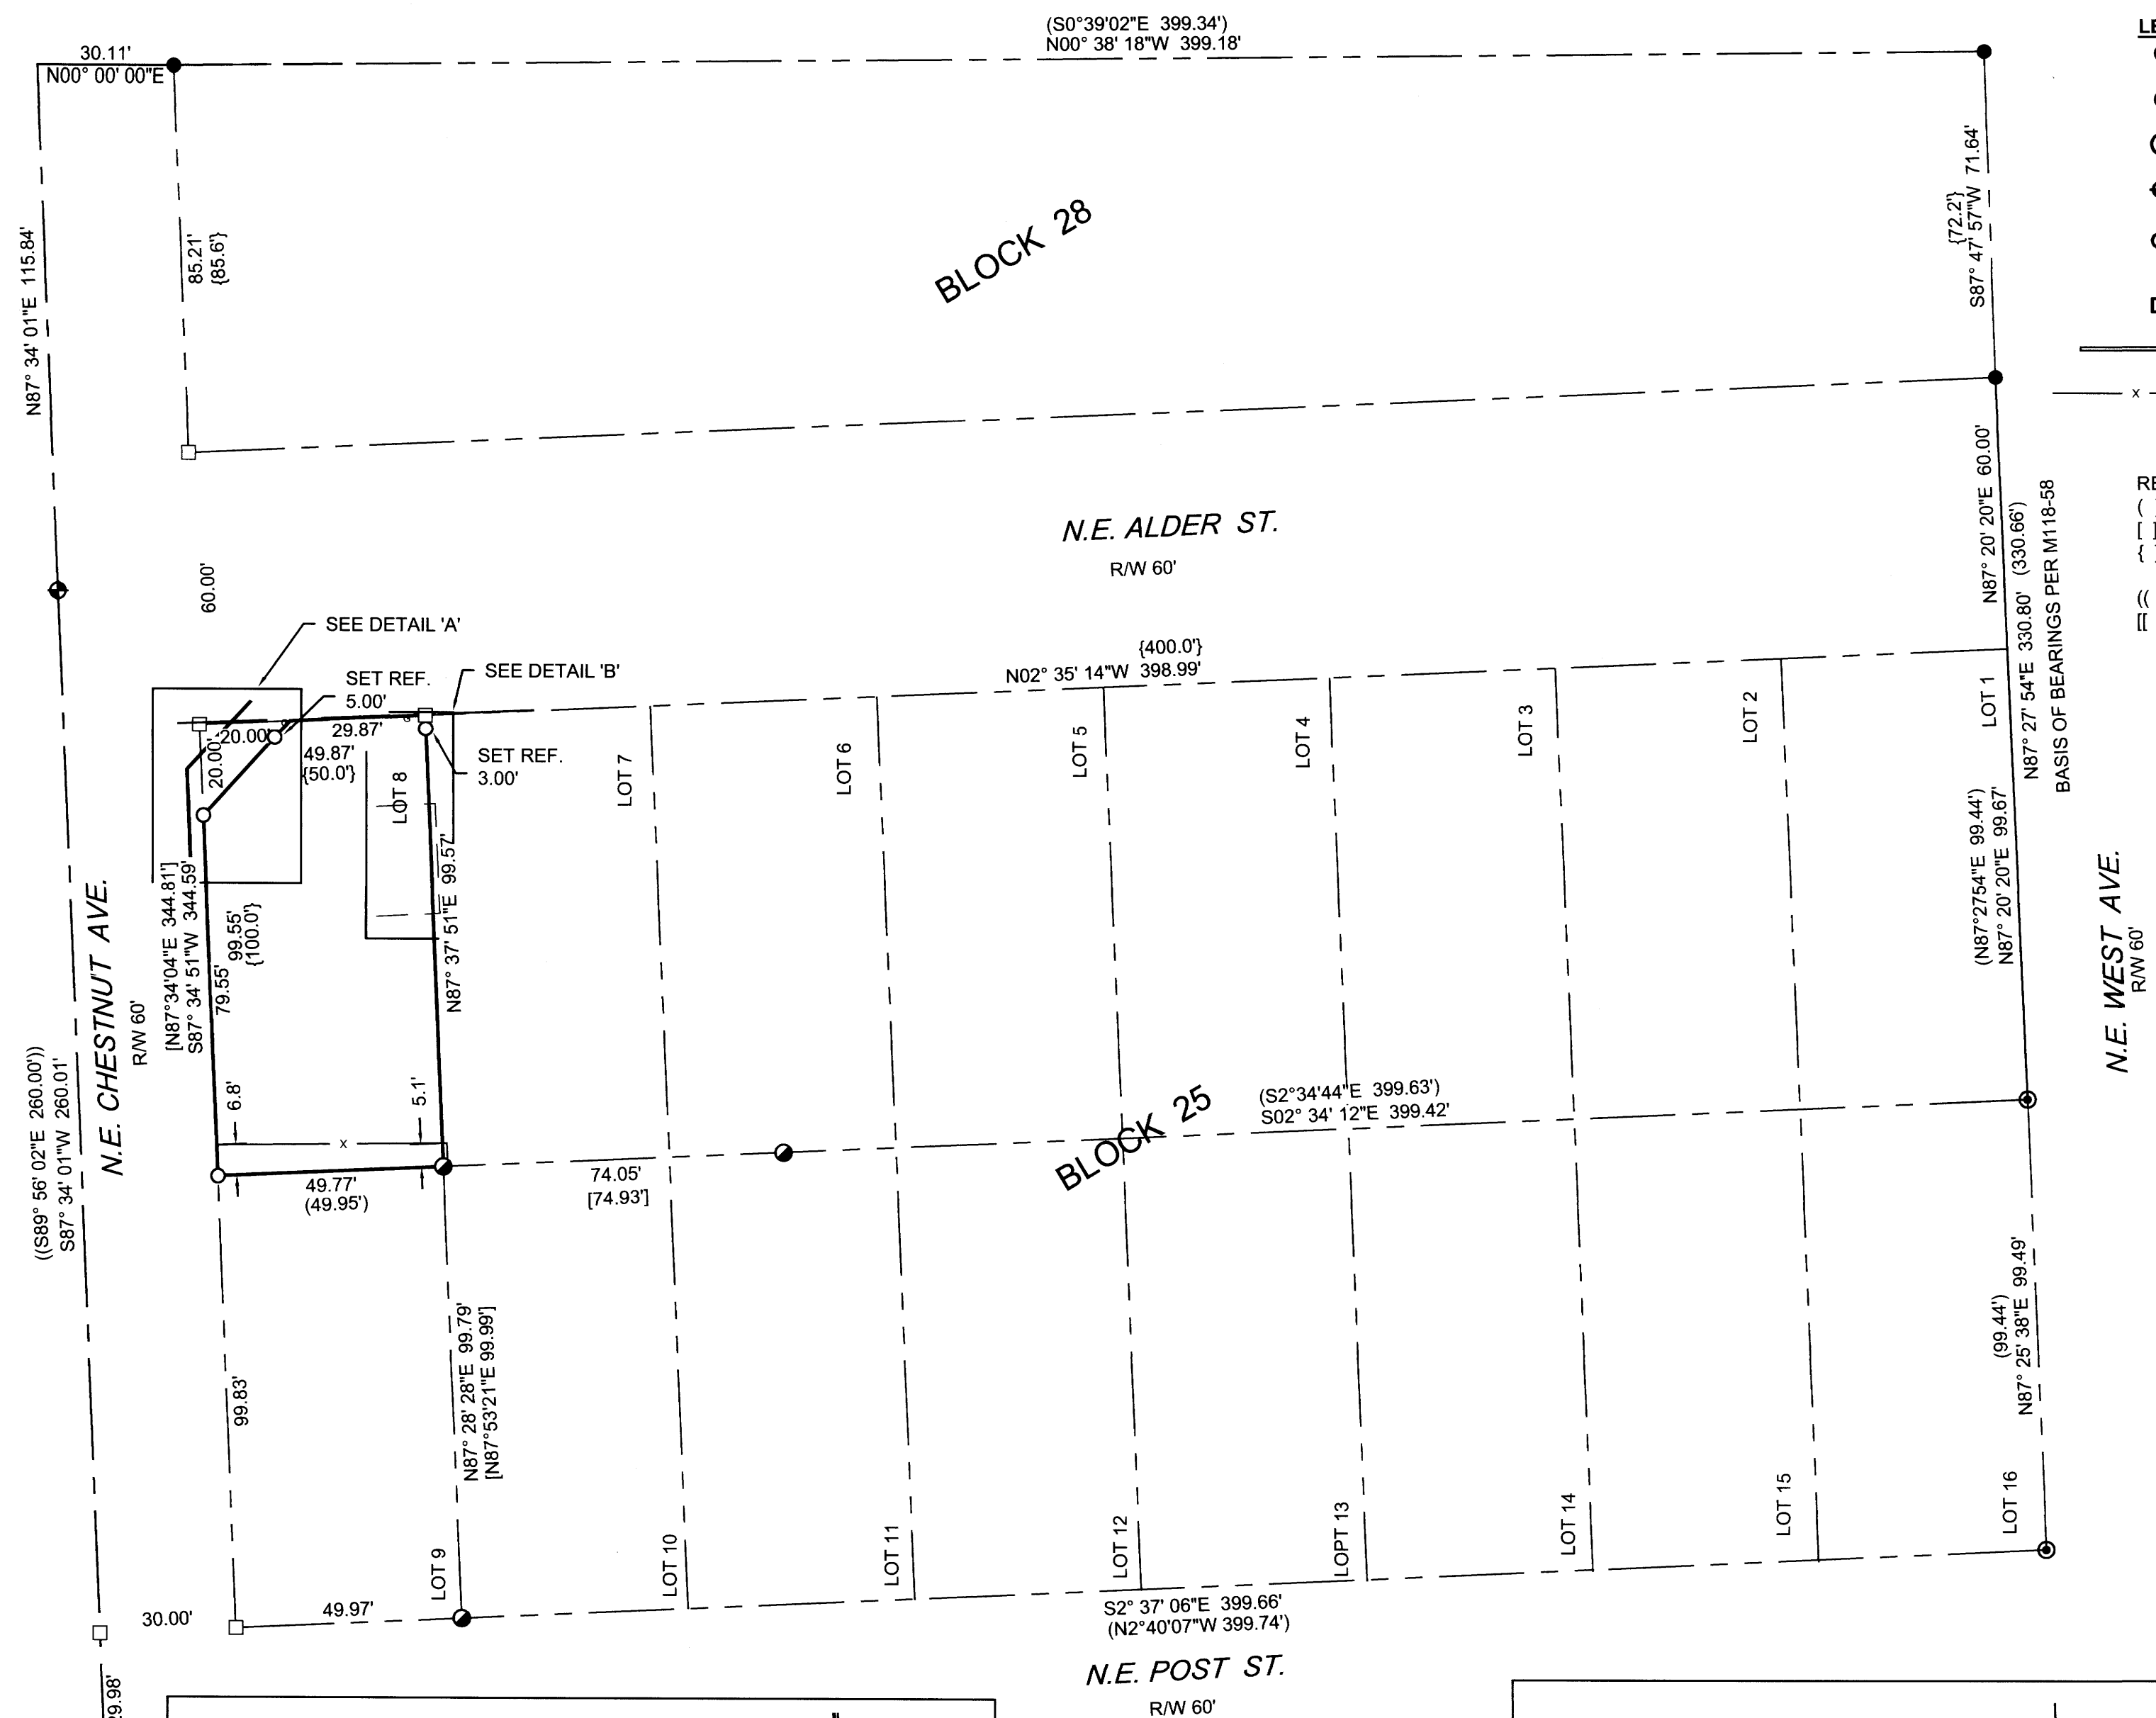 (S0°39'02"E 399.34')
N00° 38' 18"W 399.18'
30.11'
N00° 00' 00"E
N87° 34' 01"E 115.84'
85.21'
{85.6'}
BLOCK 28
S87° 47' 57"W 71.64'
{72.2'}
N.E. ALDER ST.
R/W 60'
60.00'
N87° 20' 20"E 60.00'
N87° 27' 54"E 330.80' (330.66')
BASIS OF BEARINGS PER M118-58
SEE DETAIL 'A'
SET REF.
5.00'
SEE DETAIL 'B'
{400.0'}
N02° 35' 14"W 398.99'
20.00'
20.00'
29.87'
49.87'
{50.0'}
SET REF.
3.00'
LOT 8
LOT 7
LOT 6
LOT 5
LOT 4
LOT 3
LOT 2
LOT 1
[N87°34'04"E 344.81']
S87° 34' 51"W 344.59'
99.55'
{100.0'}
79.55'
N87° 37' 51"E 99.57'
(N87°2754"E 99.44')
N87° 20' 20"E 99.67'
N.E. CHESTNUT AVE.
R/W 60'
N.E. WEST AVE.
R/W 60'
((S89° 56' 02"E 260.00'))
S87° 34' 01"W 260.01'
6.8'
5.1'
x
49.77'
(49.95')
74.05'
[74.93']
BLOCK 25
(S2°34'44"E 399.63')
S02° 34' 12"E 399.42'
99.83'
N87° 28' 28"E 99.79'
[N87°53'21"E 99.99']
(99.44')
N87° 25' 38"E 99.49'
LOT 9
LOT 10
LOT 11
LOT 12
LOPT 13
LOT 14
LOT 15
LOT 16
30.00'
49.97'
S2° 37' 06"E 399.66'
(N2°40'07"W 399.74')
N.E. POST ST.
R/W 60'
x
( 
[ ]
{ 
((
[[